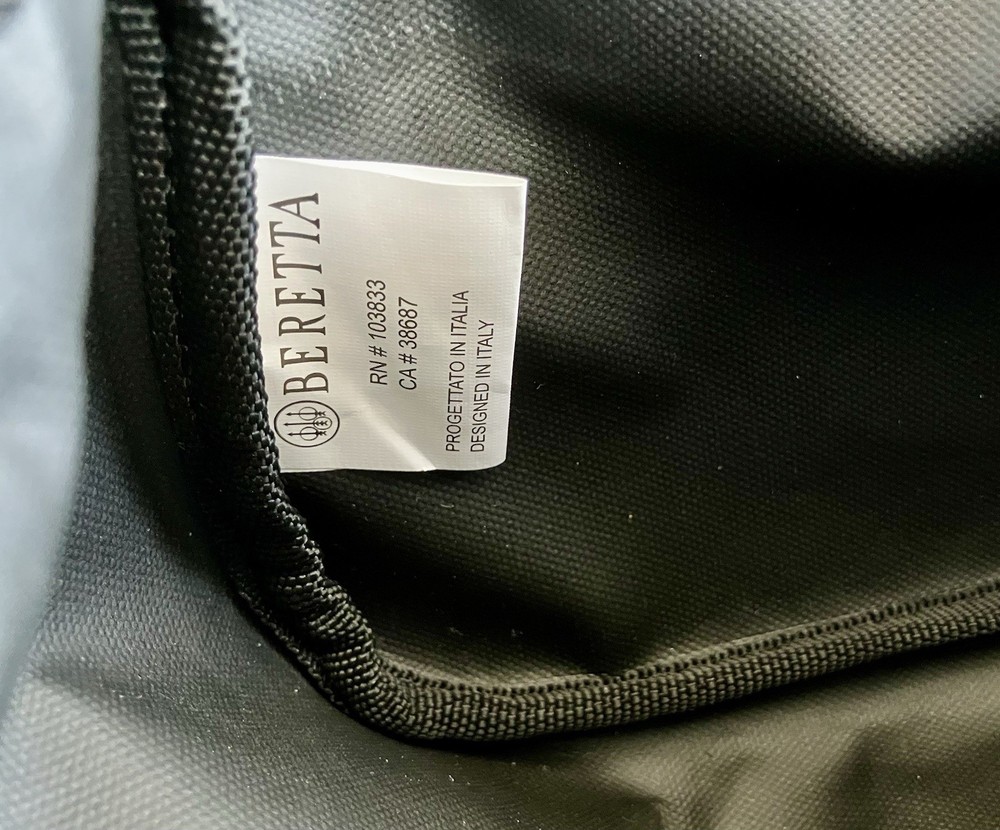 BERETTA
RN # 103833
CA # 38687
PROGETTATO IN ITALIA
DESIGNED IN ITALY